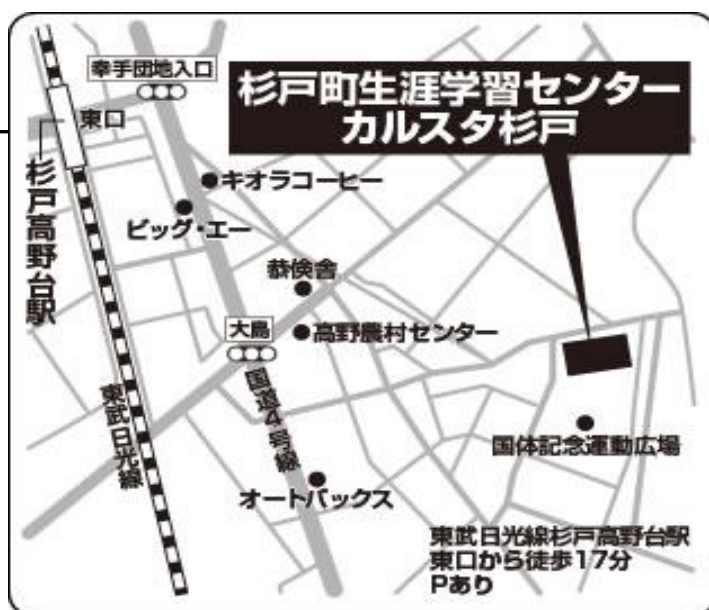 幸手団地入口
杉戸町生涯学習センター
カルスタ杉戸
東口
杉戸高野台駅
キオラコーヒー
ビッグ・エー
恭倹舎
大島
高野農村センター
東武日光線
国道4号線
国体記念運動広場
オートバックス
東武日光線杉戸高野台駅
東口から徒歩17分
Pあり